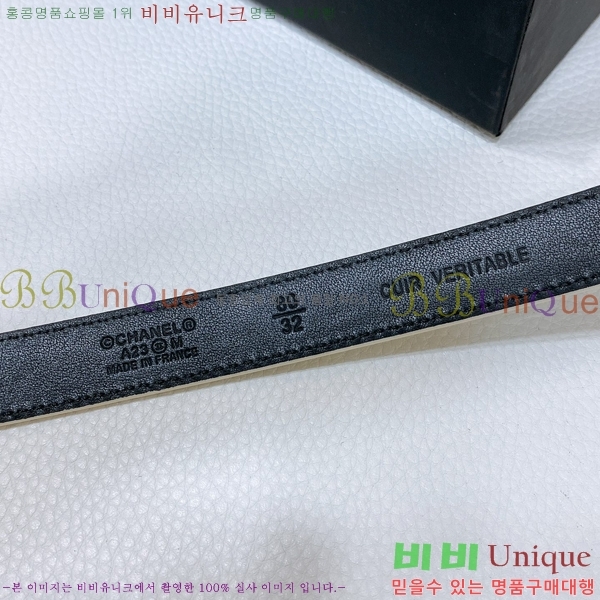 홍콩명품쇼핑몰 1위 비비유니크명품
BBUniQue BBUniQue
80
32
CUIR VERITABLE
©CHANEL®
A23 Ⓒ M
MADE IN FRANCE
비비 Unique
믿을수 있는 명품구매대행
-본 이미지는 비비유니크에서 촬영한 100% 실사 이미지 입니다.-